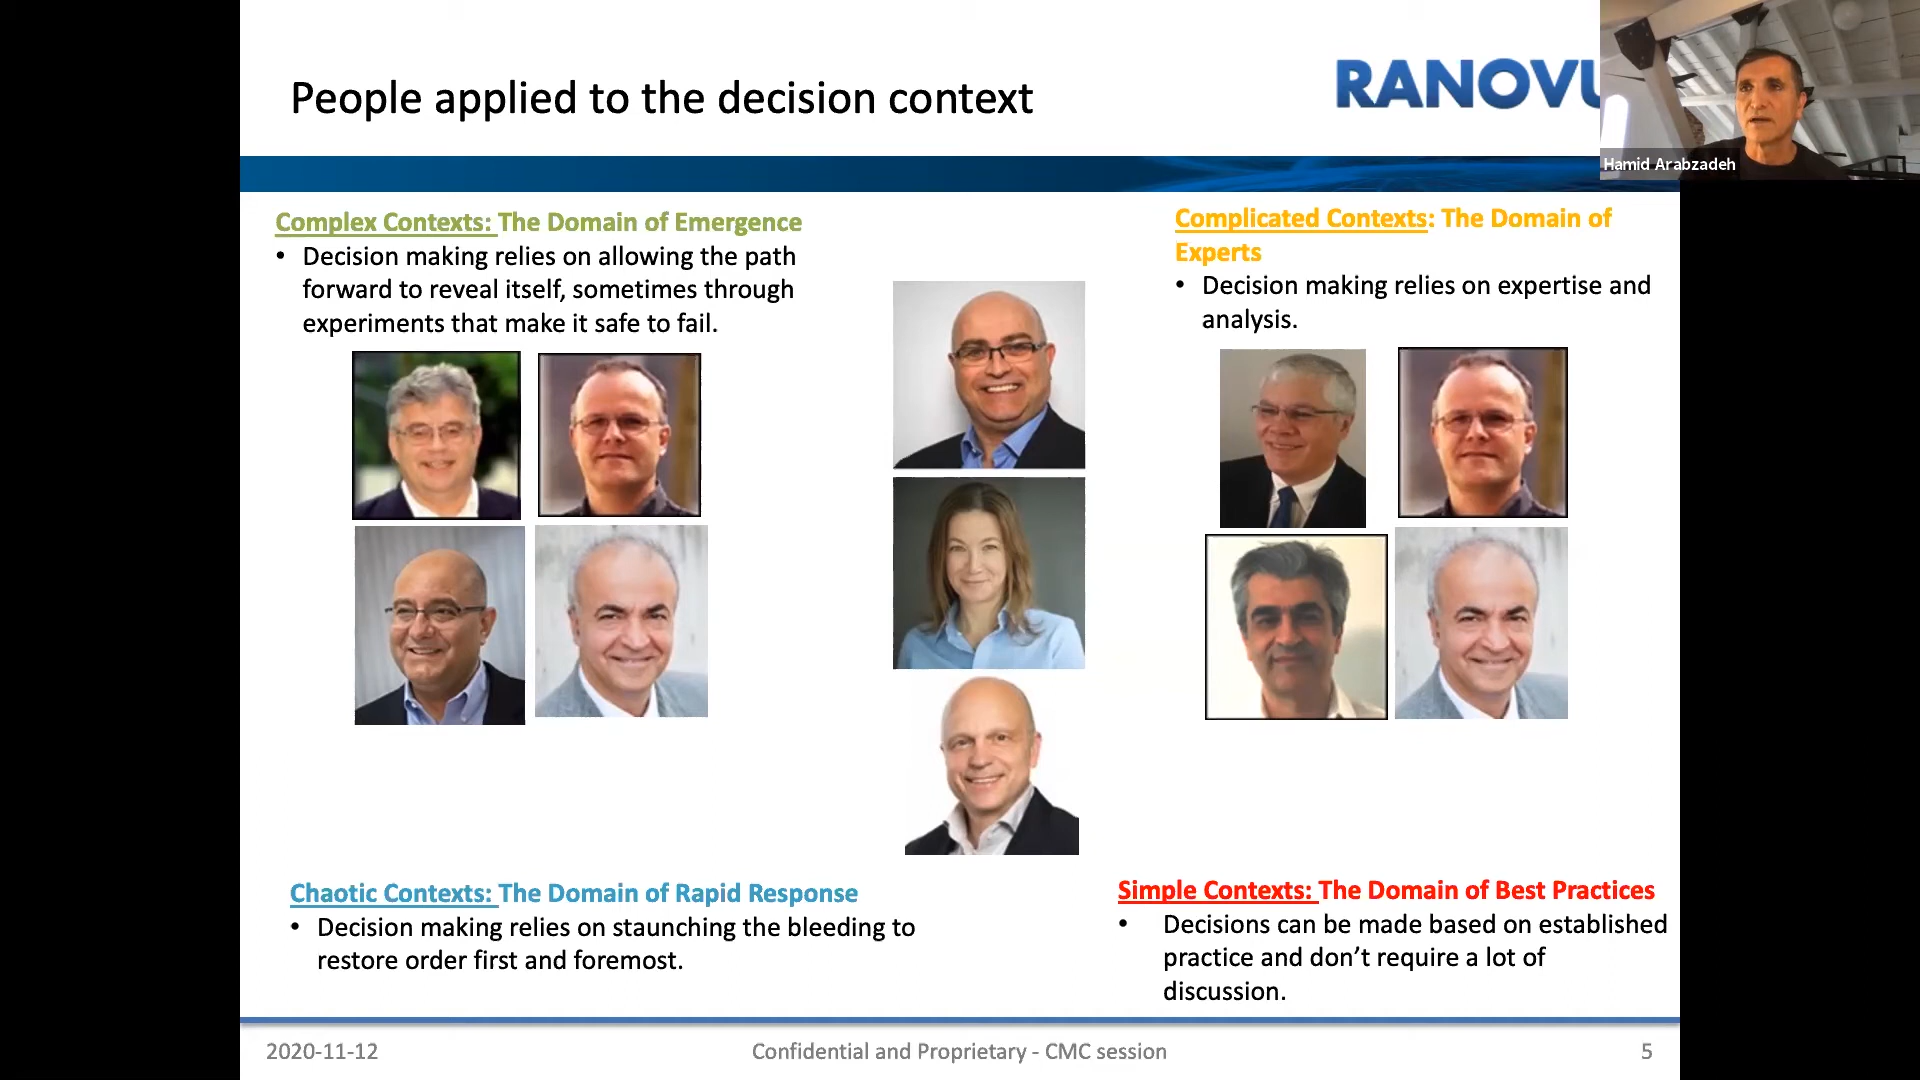 People applied to the decision context
RANOVU
Hamid Arabzadeh
Complex Contexts: The Domain of Emergence
• Decision making relies on allowing the path
forward to reveal itself, sometimes through
experiments that make it safe to fail.
Complicated Contexts: The Domain of
Experts
• Decision making relies on expertise and
analysis.
Chaotic Contexts: The Domain of Rapid Response
• Decision making relies on staunching the bleeding to
restore order first and foremost.
Simple Contexts: The Domain of Best Practices
• Decisions can be made based on established
practice and don’t require a lot of
discussion.
2020-11-12
Confidential and Proprietary - CMC session
5